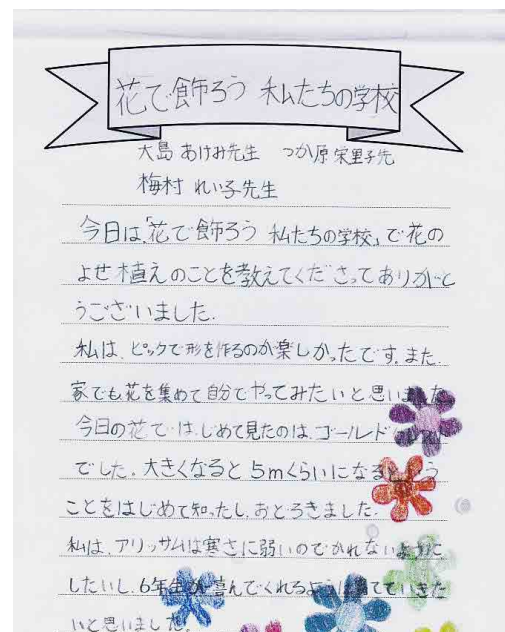 花で飾ろう 私たちの学校
大島 あけみ先生 つか原 栄里子先
梅村 れい子先生
今日は「花で飾ろう 私たちの学校」で花の
よせ植えのことを教えてくださってありがと
うございました.
私は、ピックで形を作るのが楽しかったです.また、
家でも花を集めて自分でやってみたいと思いました
今日の花で はじめて見たのは、ゴールド
でした.大きくなると5mくらいになる
ことをはじめて知ったし、おどろきました.
私は、アリッサムは寒さに弱いのでかれないように
したいし、6年生が喜んでくれるように育てていきた
いと思いました.